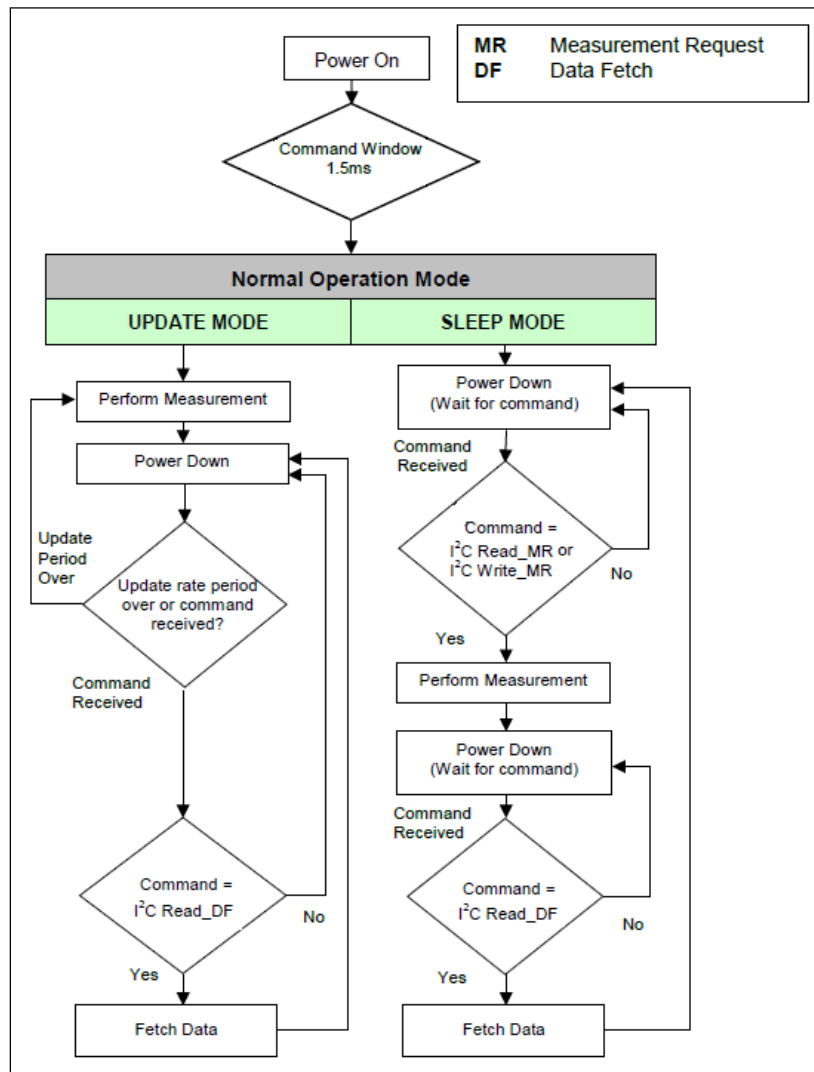 Power On
MR Measurement Request
DF Data Fetch
Command Window
1.5ms
Normal Operation Mode
UPDATE MODE
SLEEP MODE
Perform Measurement
Power Down
Update
Period
Over
Update rate period
over or command
received?
Command
Received
Command =
I²C Read_DF
No
Yes
Fetch Data
Power Down
(Wait for command)
Command
Received
Command =
I²C Read_MR or
I²C Write_MR
No
Yes
Perform Measurement
Power Down
(Wait for command)
Command
Received
Command =
I²C Read_DF
No
Yes
Fetch Data